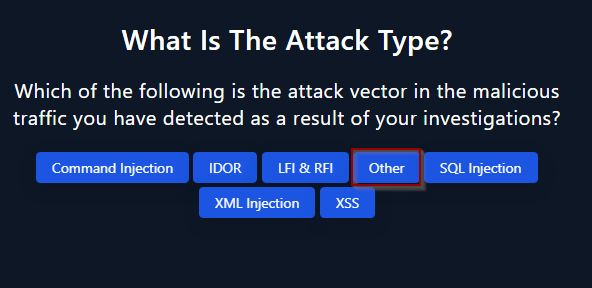 What Is The Attack Type?
Which of the following is the attack vector in the malicious
traffic you have detected as a result of your investigations?
Command Injection IDOR LFI & RFI Other SQL Injection
XML Injection XSS